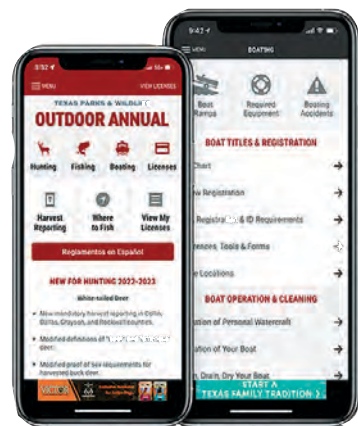 MENU
VIEW LICENSES
TEXAS PARKS & WILDLIFE
OUTDOOR ANNUAL
Hunting Fishing Boating Licenses
Harvest Reporting
Where to Fish
View My Licenses
Reglamentos en Español
NEW FOR HUNTING 2022-2023
White-tailed Deer
New mandatory harvest reporting in Collin,
Dallas, Grayson, and Rockwall counties.
Modified definitions of
deer.
Modified proof of sex requirements for
harvested buck deer.
VICTOR
9:42
MENU
BOATING
Boat Ramps
Required Equipment
Boating Accidents
BOAT TITLES & REGISTRATION
Chart
Registration
Registration & ID Requirements
Tools & Forms
Locations
BOAT OPERATION & CLEANING
of Personal Watercraft
of Your Boat
Drain, Dry Your Boat
START A
TEXAS FAMILY TRADITION >